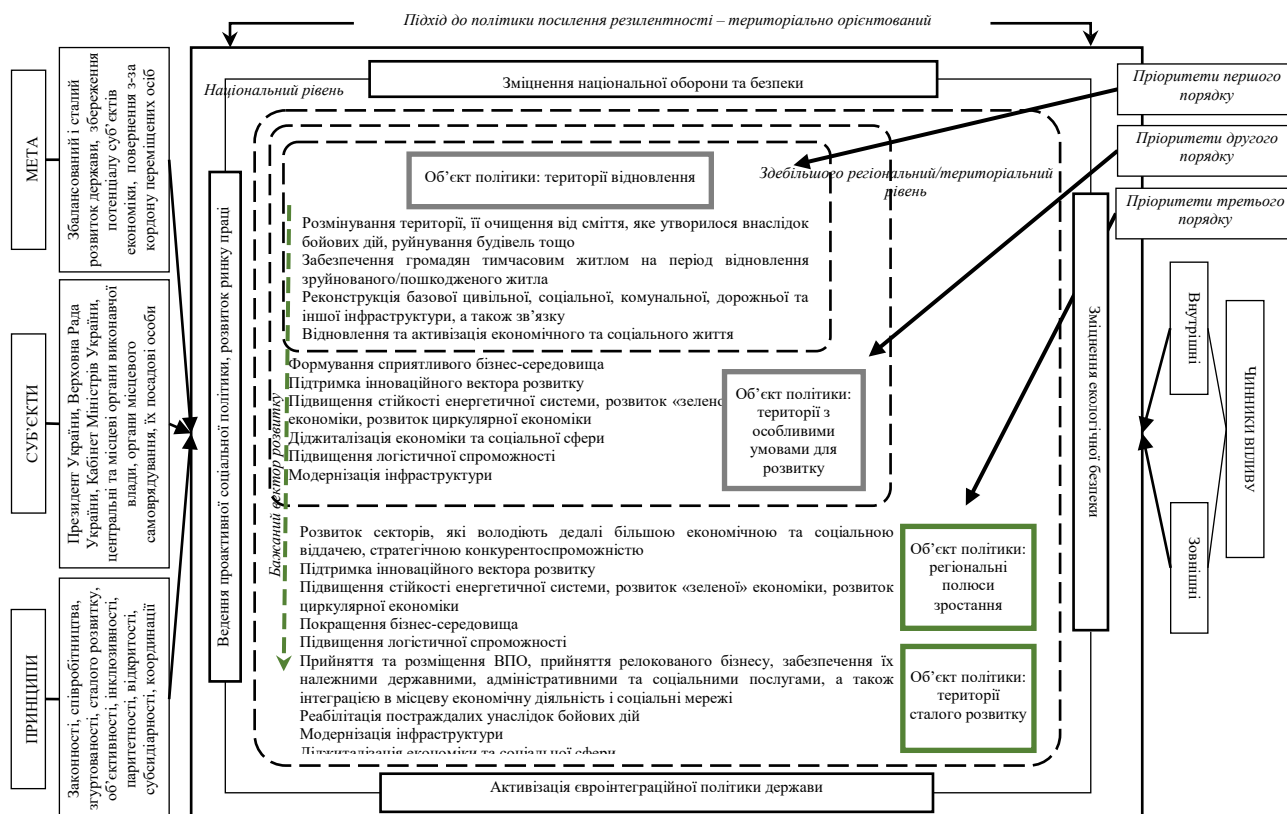 Підхід до політики посилення резилентності – територіально орієнтований
МЕТА
Збалансований і сталий
розвиток держави, збереження
потенціалу суб’єктів
економіки, повернення з-за
кордону переміщених осіб
СУБ’ЄКТИ
Президент України, Верховна Рада
України, Кабінет Міністрів України,
центральні та місцеві органи виконавчої
влади, органи місцевого
самоврядування, їх посадові особи
ПРИНЦИПИ
Законності, співробітництва,
згуртованості, сталого розвитку,
об’єктивності, інклюзивності,
паритетності, відкритості,
субсидіарності, координації
Національний рівень
Зміцнення національної оборони та безпеки
Ведення проактивної соціальної політики, розвиток ринку праці
Здебільшого регіональний/територіальний
рівень
Об’єкт політики: території відновлення
Розмінування території, її очищення від сміття, яке утворилося внаслідок
бойових дій, руйнування будівель тощо
Забезпечення громадян тимчасовим житлом на період відновлення
зруйнованого/пошкодженого житла
Реконструкція базової цивільної, соціальної, комунальної, дорожньої та
іншої інфраструктури, а також зв’язку
Відновлення та активізація економічного та соціального життя
Бажаний вектор розвитку
Формування сприятливого бізнес-середовища
Підтримка інноваційного вектора розвитку
Підвищення стійкості енергетичної системи, розвиток «зелено
економіки, розвиток циркулярної економіки
Діджиталізація економіки та соціальної сфери
Підвищення логістичної спроможності
Модернізація інфраструктури
Об’єкт політики:
території з
особливими
умовами для
розвитку
Розвиток секторів, які володіють дедалі більшою економічною та соціальною
віддачею, стратегічною конкурентоспроможністю
Підтримка інноваційного вектора розвитку
Підвищення стійкості енергетичної системи, розвиток «зеленої» економіки, розвиток
циркулярної економіки
Покращення бізнес-середовища
Підвищення логістичної спроможності
Прийняття та розміщення ВПО, прийняття релокованого бізнесу, забезпечення їх
належними державними, адміністративними та соціальними послугами, а також
інтеграцією в місцеву економічну діяльність і соціальні мережі
Реабілітація постраждалих унаслідок бойових дій
Модернізація інфраструктури
Діджиталізація економіки та соціальної сфери
Об’єкт політики:
регіональні
полюси
зростання
Об’єкт політики:
території
сталого розвитку
Активізація євроінтеграційної політики держави
Зміцнення екологічної безпеки
Пріоритети першого
порядку
Пріоритети другого
порядку
Пріоритети третього
порядку
Внутрішні
Зовнішні
ЧИННИКИ ВПЛИВУ